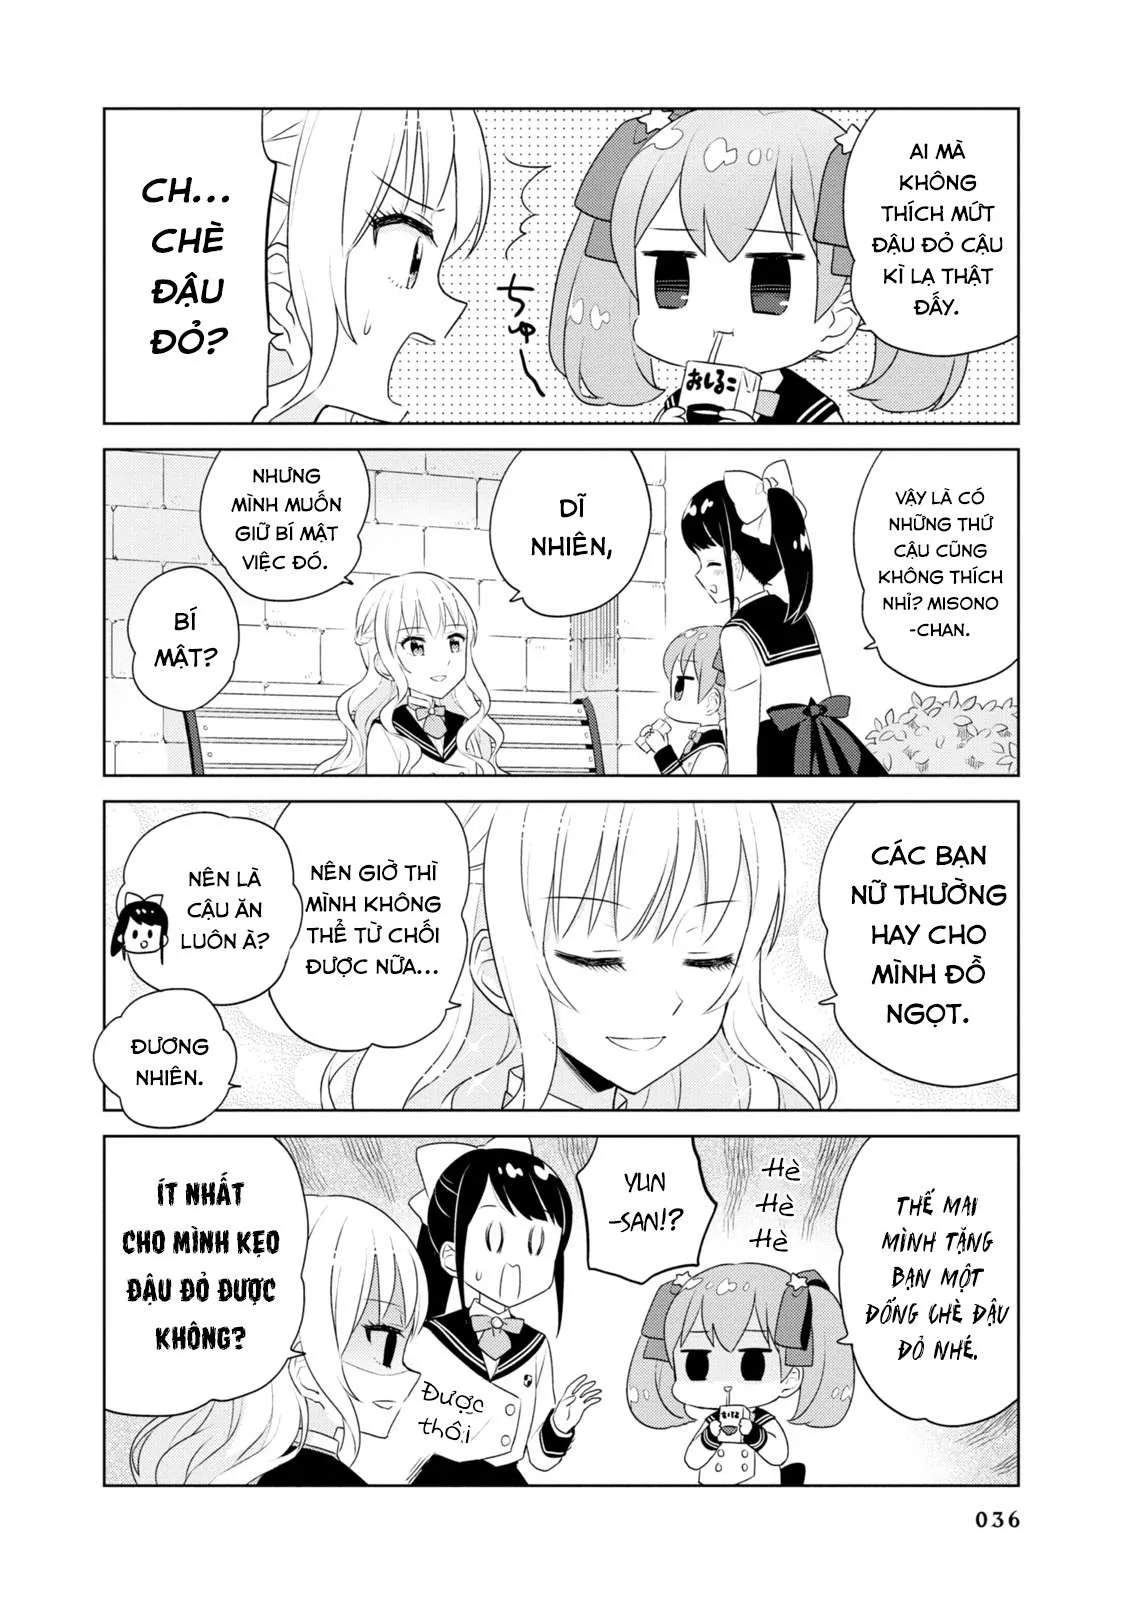 AI MÀ
KHÔNG
THÍCH MỨT
ĐẬU ĐỎ CẬU
KÌ LẠ THẬT
ĐẤY.
おしるこ
ちゅー
CH...
CHÈ
ĐẬU
ĐỎ?
VẬY LÀ CÓ
NHỮNG THỨ
CẬU CŨNG
KHÔNG THÍCH
NHỈ? MISONO
-CHAN.
DĨ
NHIÊN,
NHƯNG
MÌNH MUỐN
GIỮ BÍ MẬT
VIỆC ĐÓ.
BÍ
MẬT?
CÁC BẠN
NỮ THƯỜNG
HAY CHO
MÌNH ĐỒ
NGỌT.
NÊN GIỜ THÌ
MÌNH KHÔNG
THỂ TỪ CHỐI
ĐƯỢC NỮA...
NÊN LÀ
CẬU ĂN
LUÔN À?
ĐƯƠNG
NHIÊN.
THẾ MAI
MÌNH TẶNG
BẠN MỘT
ĐỐNG CHÈ ĐẬU
ĐỎ NHÉ.
Hè
Hè
Hè
YUN
-SAN!?
Được
thôi
ÍT NHẤT
CHO MÌNH KẸO
ĐẬU ĐỎ ĐƯỢC
KHÔNG?
036